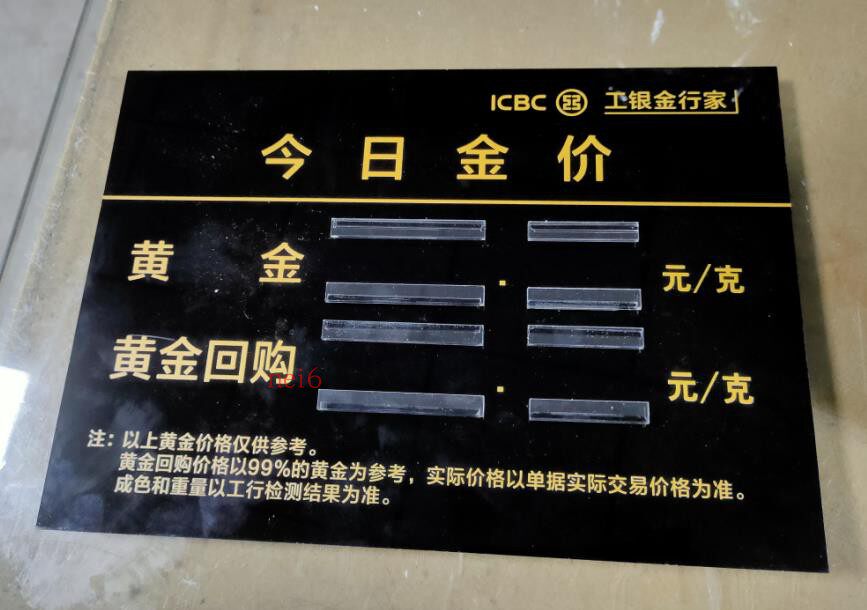 ICBC 工银金行家
今日金价
黄金 . 元/克
黄金回购 . 元/克
nei6
注：以上黄金价格仅供参考。
黄金回购价格以99%的黄金为参考，实际价格以单据实际交易价格为准。
成色和重量以工行检测结果为准。